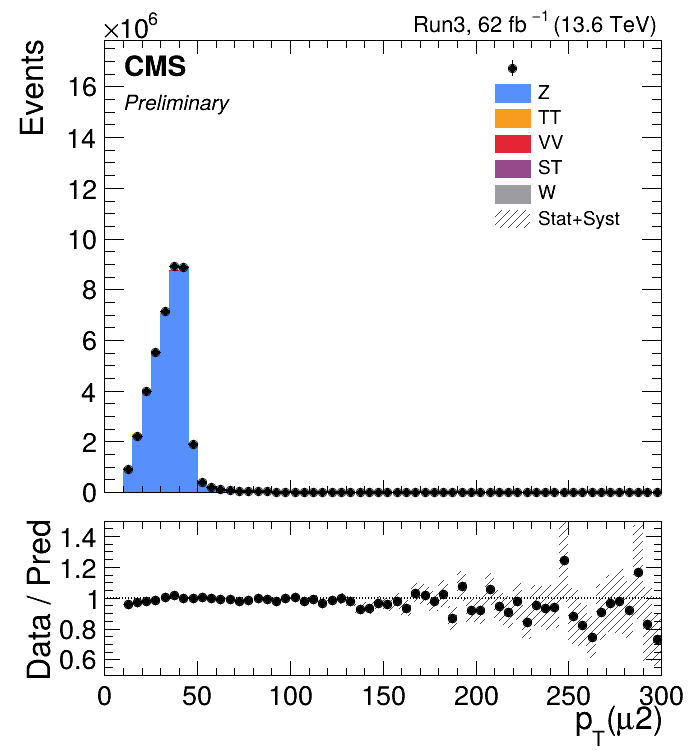 ×10⁶
Run3, 62 fb⁻¹ (13.6 TeV)
Events
CMS
Preliminary
Z
TT
VV
ST
W
Stat+Syst
16
14
12
10
8
6
4
2
0
Data / Pred
1.4
1.2
1
0.8
0.6
0 50 100 150 200 250 300
p_T(μ2)